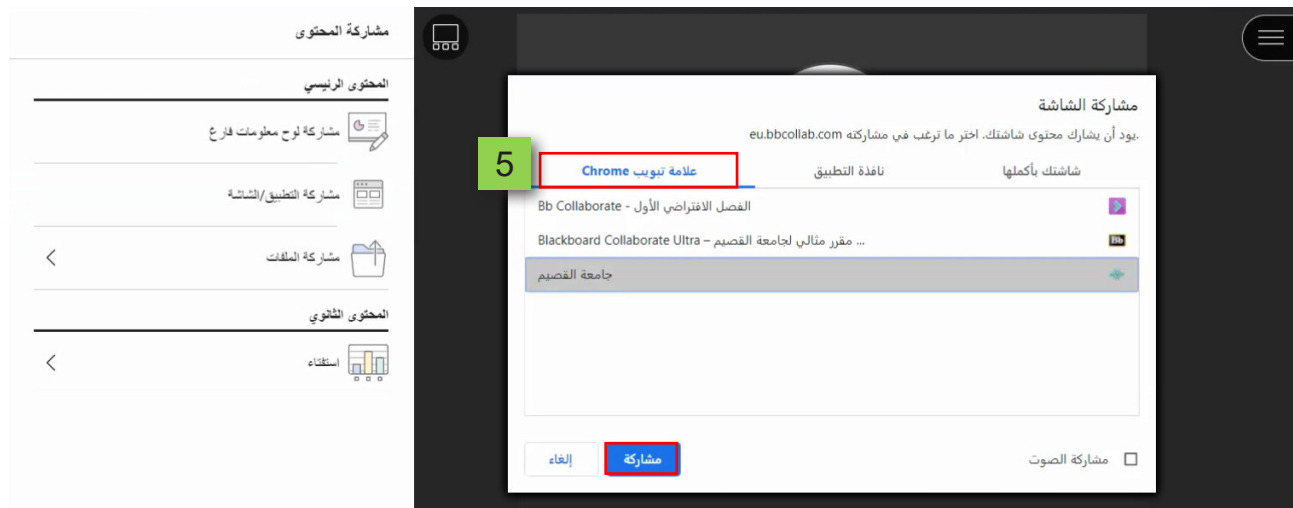 مشاركة المحتوى
المحتوى الرئيسي
مشاركة لوح معلومات فارغ
مشاركة التطبيق/الشاشة
مشاركة الملفات
المحتوى الثانوي
استفتاء
مشاركة الشاشة
يود أن يشارك محتوى شاشتك. اختر ما ترغب في مشاركته eu.bbcollab.com.
5
شاشتك بأكملها
نافذة التطبيق
علامة تبويب Chrome
الفصل الافتراضي الأول - Bb Collaborate
Bb
... مقرر مثالي لجامعة القصيم – Blackboard Collaborate Ultra
جامعة القصيم
مشاركة الصوت
مشاركة
إلغاء